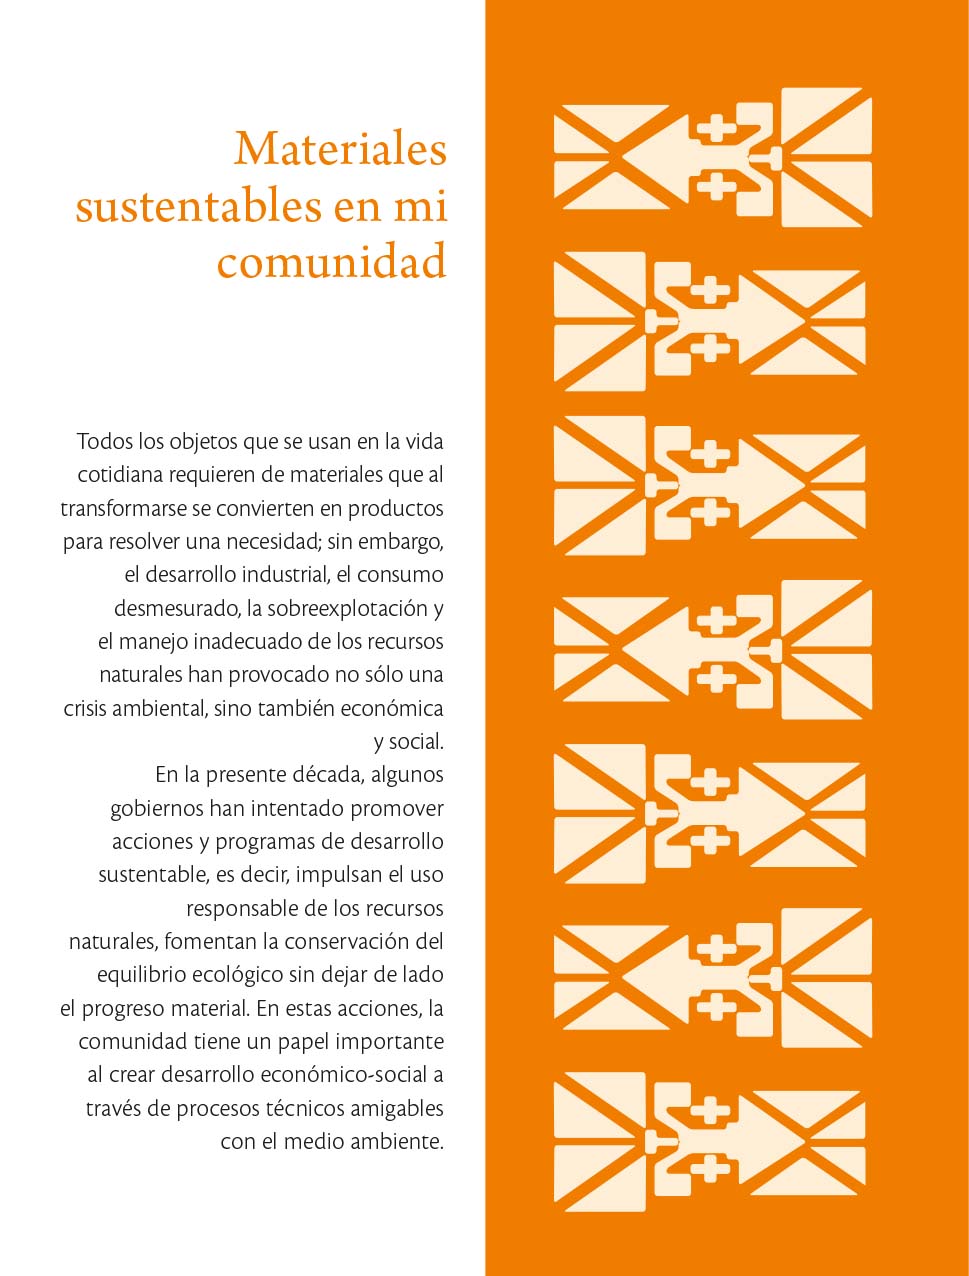 Materiales
sustentables en mi
comunidad
Todos los objetos que se usan en la vida
cotidiana requieren de materiales que al
transformarse se convierten en productos
para resolver una necesidad; sin embargo,
el desarrollo industrial, el consumo
desmesurado, la sobreexplotación y
el manejo inadecuado de los recursos
naturales han provocado no sólo una
crisis ambiental, sino también económica
y social.
En la presente década, algunos
gobiernos han intentado promover
acciones y programas de desarrollo
sustentable, es decir, impulsan el uso
responsable de los recursos
naturales, fomentan la conservación del
equilibrio ecológico sin dejar de lado
el progreso material. En estas acciones, la
comunidad tiene un papel importante
al crear desarrollo económico-social a
través de procesos técnicos amigables
con el medio ambiente.